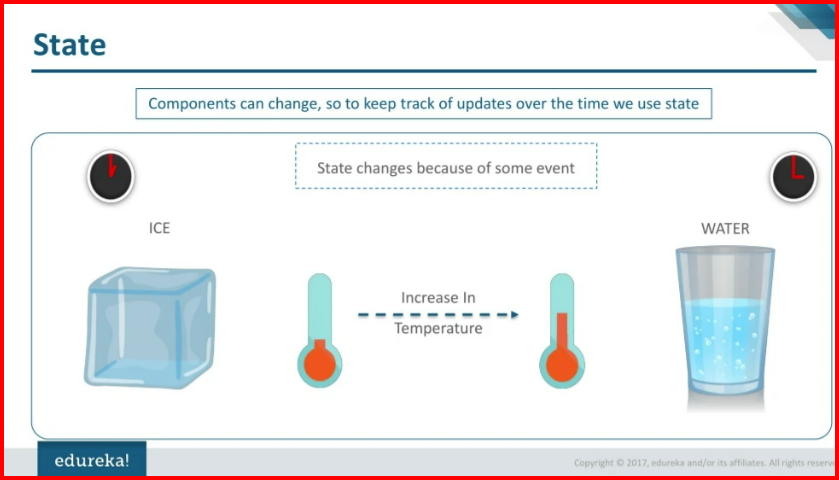 State
Components can change, so to keep track of updates over the time we use state
State changes because of some event
ICE
WATER
Increase In
Temperature
edureka!
Copyright © 2017, edureka and/or its affiliates. All rights reserve